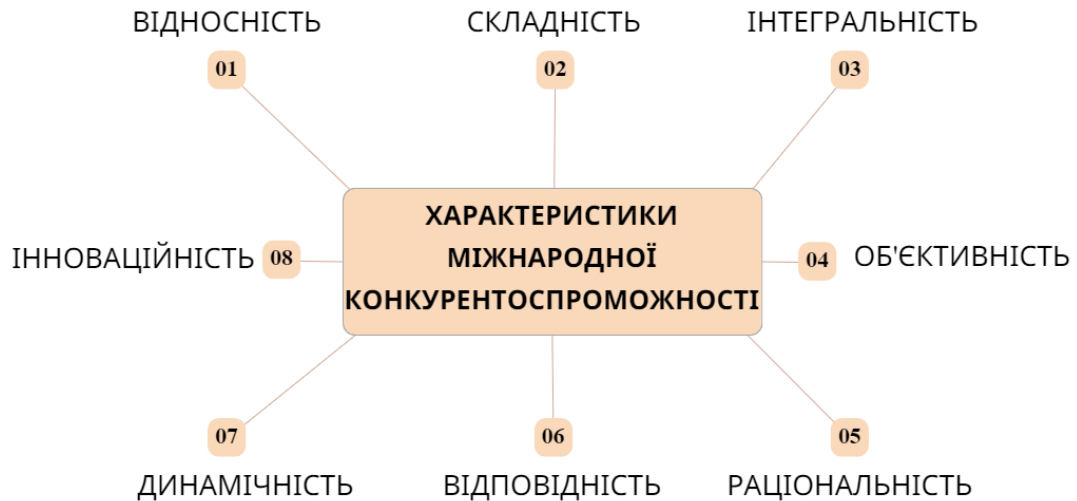 ВІДНОСНІСТЬ
01
СКЛАДНІСТЬ
02
ІНТЕГРАЛЬНІСТЬ
03
ХАРАКТЕРИСТИКИ
МІЖНАРОДНОЇ
КОНКУРЕНТОСПРОМОЖНОСТІ
04
ОБ'ЄКТИВНІСТЬ
05
РАЦІОНАЛЬНІСТЬ
06
ВІДПОВІДНІСТЬ
07
ДИНАМІЧНІСТЬ
ІННОВАЦІЙНІСТЬ
08